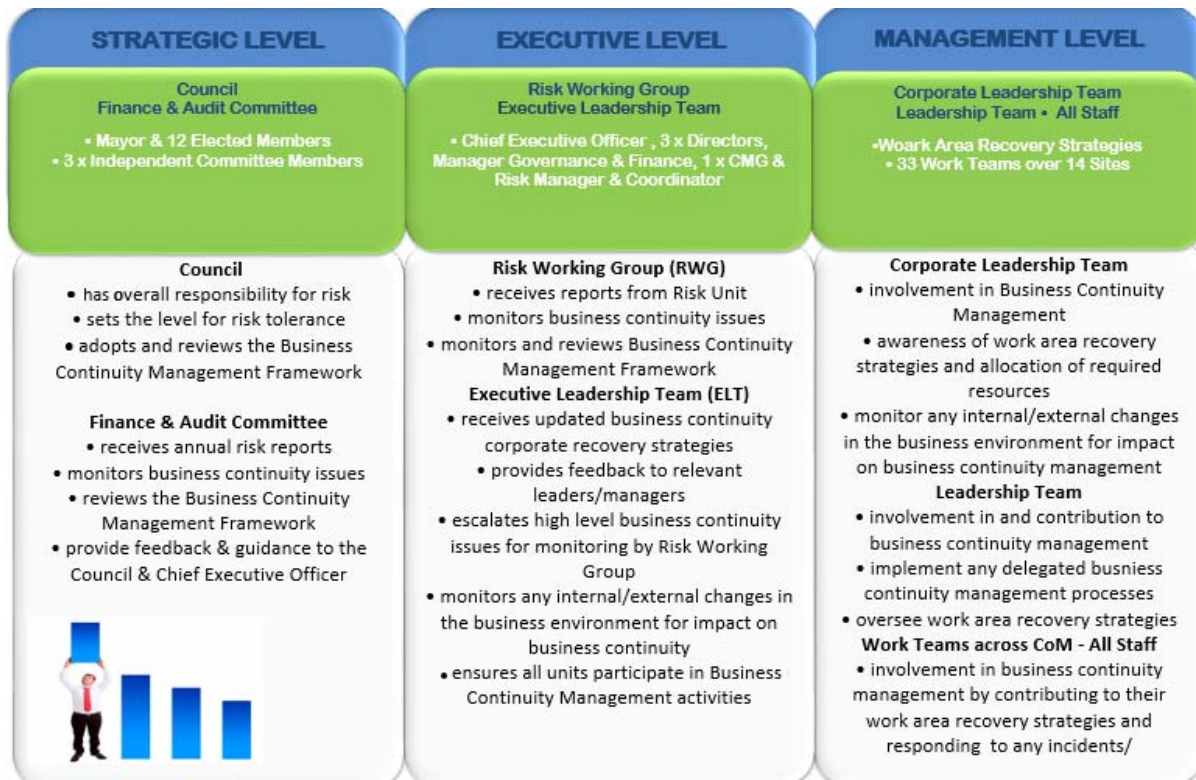 STRATEGIC LEVEL
Council
Finance & Audit Committee
• Mayor & 12 Elected Members
• 3 x Independent Committee Members
Council
• has overall responsibility for risk
• sets the level for risk tolerance
• adopts and reviews the Business
Continuity Management Framework
Finance & Audit Committee
• receives annual risk reports
• monitors business continuity issues
• reviews the Business Continuity
Management Framework
• provide feedback & guidance to the
Council & Chief Executive Officer
EXECUTIVE LEVEL
Risk Working Group
Executive Leadership Team
• Chief Executive Officer , 3 x Directors,
Manager Governance & Finance, 1 x CMG &
Risk Manager & Coordinator
Risk Working Group (RWG)
• receives reports from Risk Unit
• monitors business continuity issues
• monitors and reviews Business Continuity
Management Framework
Executive Leadership Team (ELT)
• receives updated business continuity
corporate recovery strategies
• provides feedback to relevant
leaders/managers
• escalates high level business continuity
issues for monitoring by Risk Working
Group
• monitors any internal/external changes in
the business environment for impact on
business continuity
• ensures all units participate in Business
Continuity Management activities
MANAGEMENT LEVEL
Corporate Leadership Team
Leadership Team • All Staff
•Woark Area Recovery Strategies
• 33 Work Teams over 14 Sites
Corporate Leadership Team
• involvement in Business Continuity
Management
• awareness of work area recovery
strategies and allocation of required
resources
• monitor any internal/external changes
in the business environment for impact
on business continuity management
Leadership Team
• involvement in and contribution to
business continuity management
• implement any delegated busniess
continuity management processes
• oversee work area recovery strategies
Work Teams across CoM - All Staff
• involvement in business continuity
management by contributing to their
work area recovery strategies and
responding to any incidents/